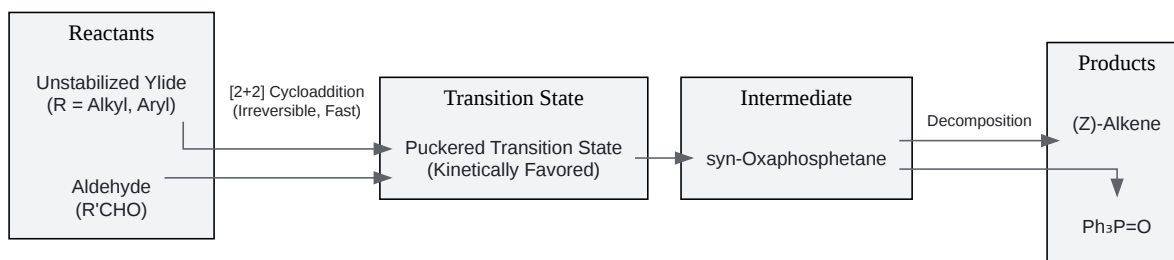 Reactants
Unstabilized Ylide
(R = Alkyl, Aryl)
Aldehyde
(R'CHO)
[2+2] Cycloaddition
(Irreversible, Fast)
Transition State
Puckered Transition State
(Kinetically Favored)
Intermediate
syn-Oxaphosphetane
Decomposition
Products
(Z)-Alkene
Ph₃P=O